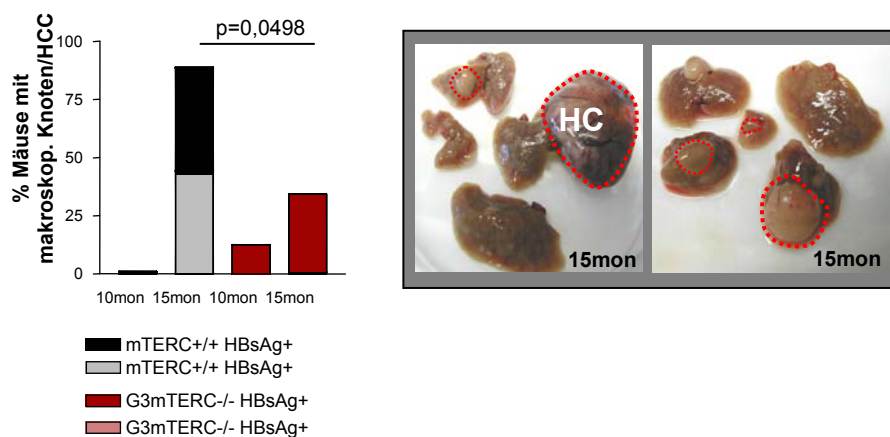 p=0,0498
% Mäuse mit
makroskop. Knoten/HCC
100
75
50
25
0
10mon 15mon 10mon 15mon
mTERC+/+ HBsAg+
mTERC+/+ HBsAg+
G3mTERC-/- HBsAg+
G3mTERC-/- HBsAg+
HC
15mon
15mon